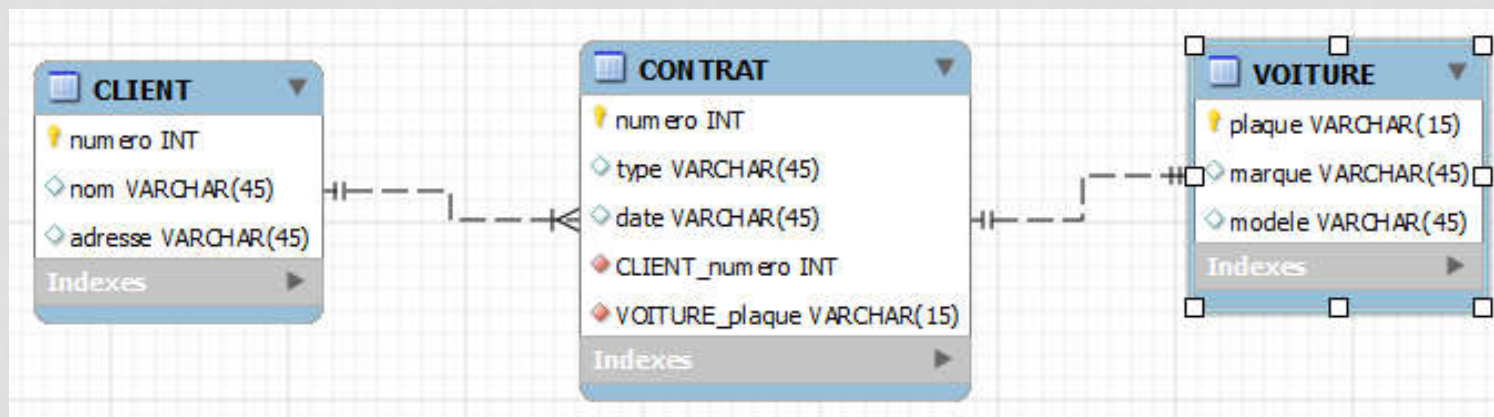 CLIENT
numero INT
nom VARCHAR(45)
adresse VARCHAR(45)
Indexes
CONTRAT
numero INT
type VARCHAR(45)
date VARCHAR(45)
CLIENT_numero INT
VOITURE_plaque VARCHAR(15)
Indexes
VOITURE
plaque VARCHAR(15)
marque VARCHAR(45)
modele VARCHAR(45)
Indexes